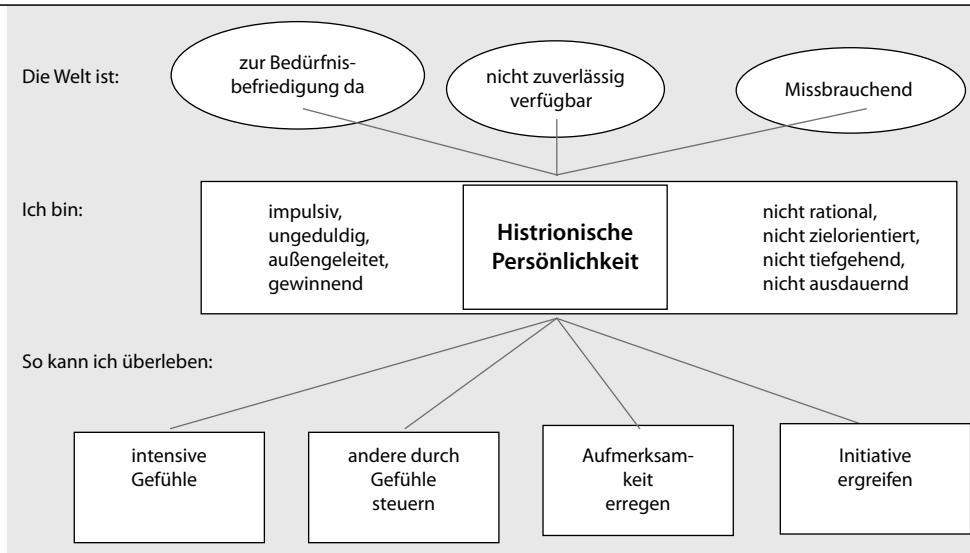 Die Welt ist:
zur Bedürfnis-
befriedigung da
nicht zuverlässig
verfügbar
Missbrauchend
Ich bin:
impulsiv,
ungeduldig,
außengeleitet,
gewinnend
Histrionische
Persönlichkeit
nicht rational,
nicht zielorientiert,
nicht tiefgehend,
nicht ausdauernd
So kann ich überleben:
intensive
Gefühle
andere durch
Gefühle
steuern
Aufmerksam-
keit
erregen
Initiative
ergreifen